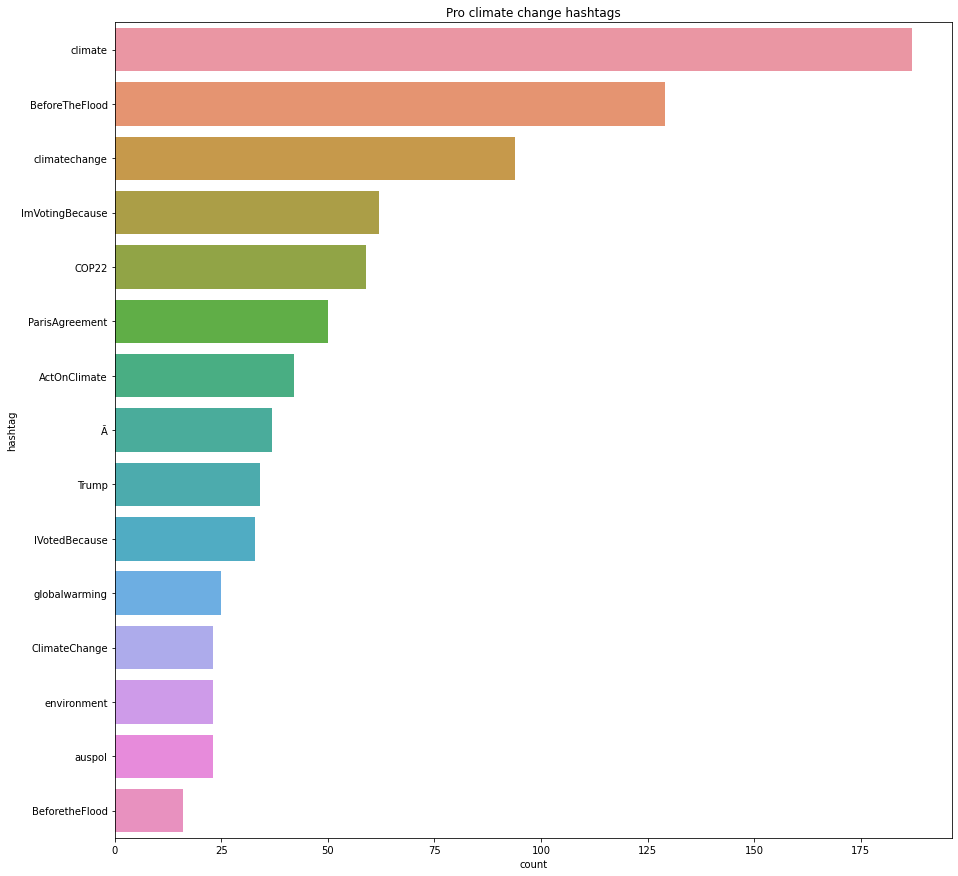 Pro climate change hashtags
climate
BeforeTheFlood
climatechange
ImVotingBecause
COP22
ParisAgreement
ActOnClimate
Ā
Trump
IVotedBecause
globalwarming
ClimateChange
environment
auspol
BeforetheFlood
hashtag
0 25 50 75 100 125 150 175
count